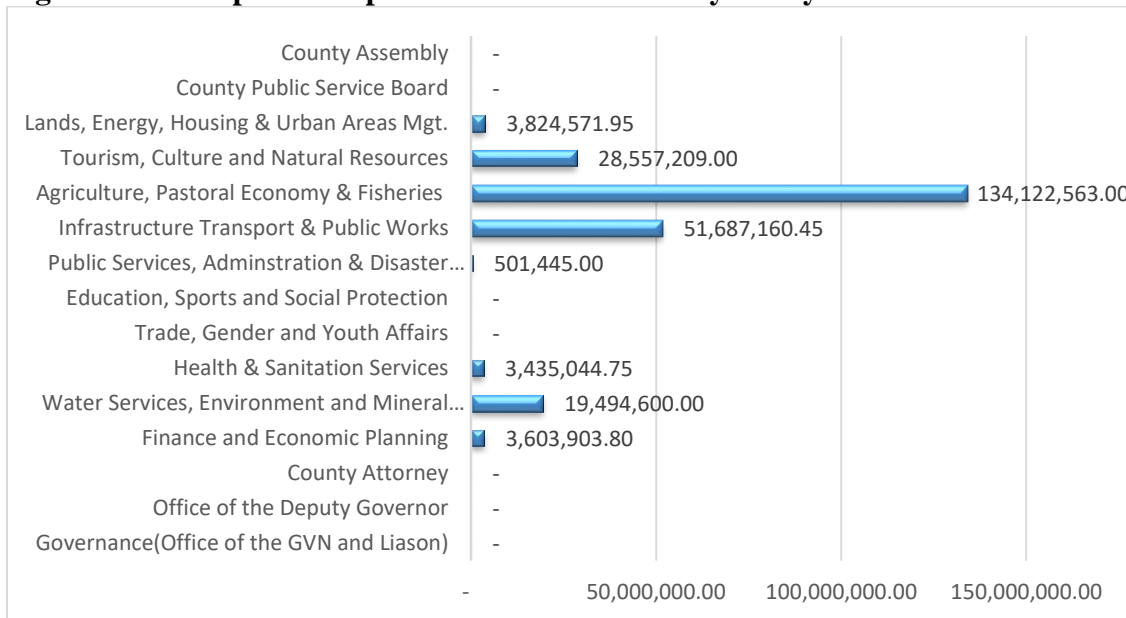 County Assembly -
County Public Service Board -
Lands, Energy, Housing & Urban Areas Mgt. 3,824,571.95
Tourism, Culture and Natural Resources 28,557,209.00
Agriculture, Pastoral Economy & Fisheries 134,122,563.00
Infrastructure Transport & Public Works 51,687,160.45
Public Services, Adminstration & Disaster... 501,445.00
Education, Sports and Social Protection -
Trade, Gender and Youth Affairs -
Health & Sanitation Services 3,435,044.75
Water Services, Environment and Mineral... 19,494,600.00
Finance and Economic Planning 3,603,903.80
County Attorney -
Office of the Deputy Governor -
Governance(Office of the GVN and Liason) -
- 50,000,000.00 100,000,000.00 150,000,000.00